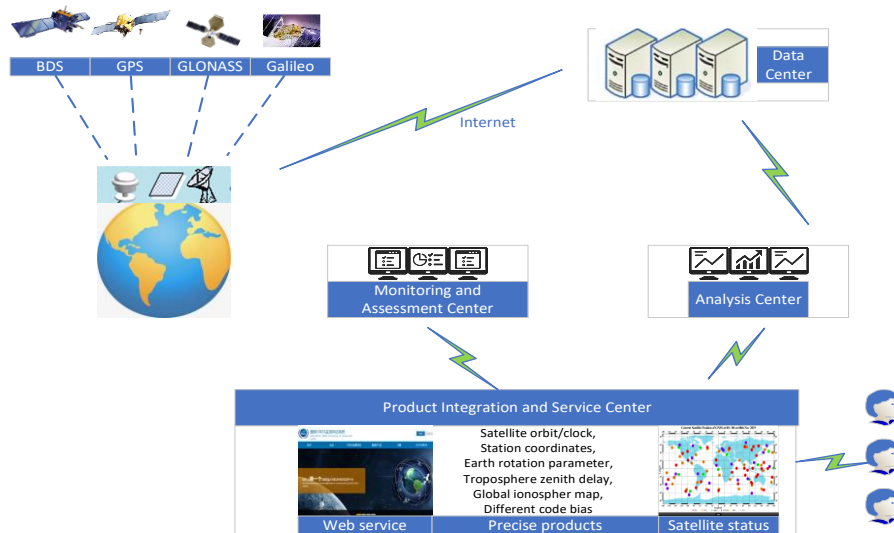 BDS
GPS
GLONASS
Galileo
Data
Center
Internet
Monitoring and
Assessment Center
Analysis Center
Product Integration and Service Center
Satellite orbit/clock,
Station coordinates,
Earth rotation parameter,
Troposphere zenith delay,
Global ionospher map,
Different code bias
Web service
Precise products
Satellite status